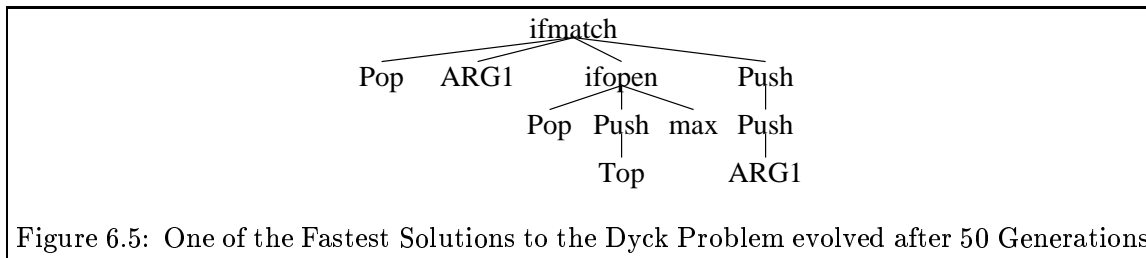 ifmatch
Pop ARG1 ifopen Push
Pop Push max Push
Top ARG1
Figure 6.5: One of the Fastest Solutions to the Dyck Problem evolved after 50 Generations